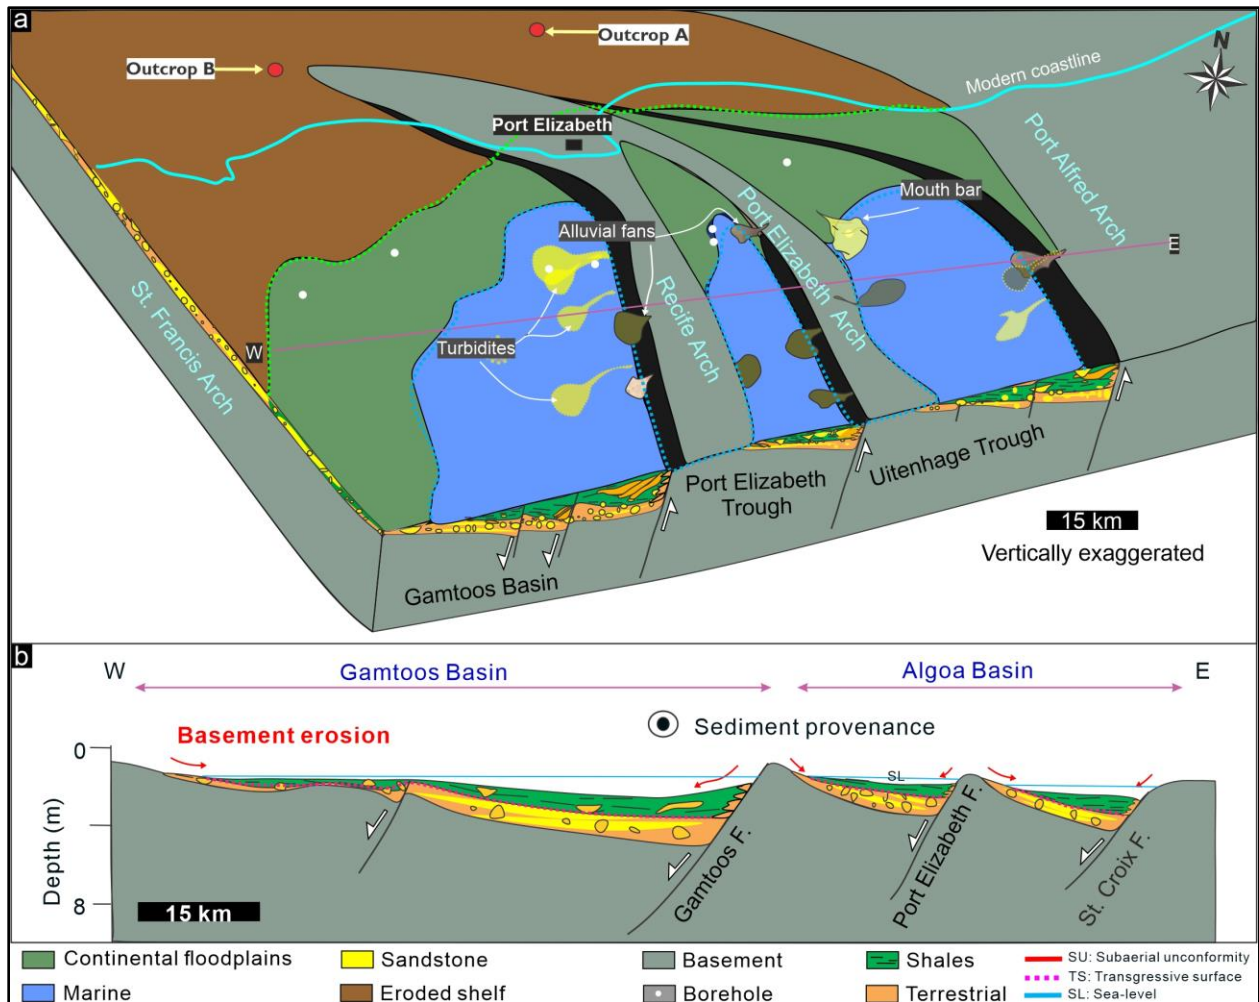 a
Outcrop A
Outcrop B
N
Modern coastline
Port Elizabeth
Port Alfred Arch
Mouth bar
Alluvial fans
Port Elizabeth Arch
E
St. Francis Arch
Recife Arch
W
Turbidites
Uitenhage Trough
Port Elizabeth
Trough
15 km
Vertically exaggerated
Gamtoos Basin
b
W
Gamtoos Basin
Algoa Basin
E
Sediment provenance
Basement erosion
0
SL
Depth (m)
Gamtoos F.
Port Elizabeth F.
St. Croix F.
8
15 km
Continental floodplains
Sandstone
Basement
Shales
SU: Subaerial unconformity
TS: Transgressive surface
Marine
Eroded shelf
Borehole
Terrestrial
SL: Sea-level